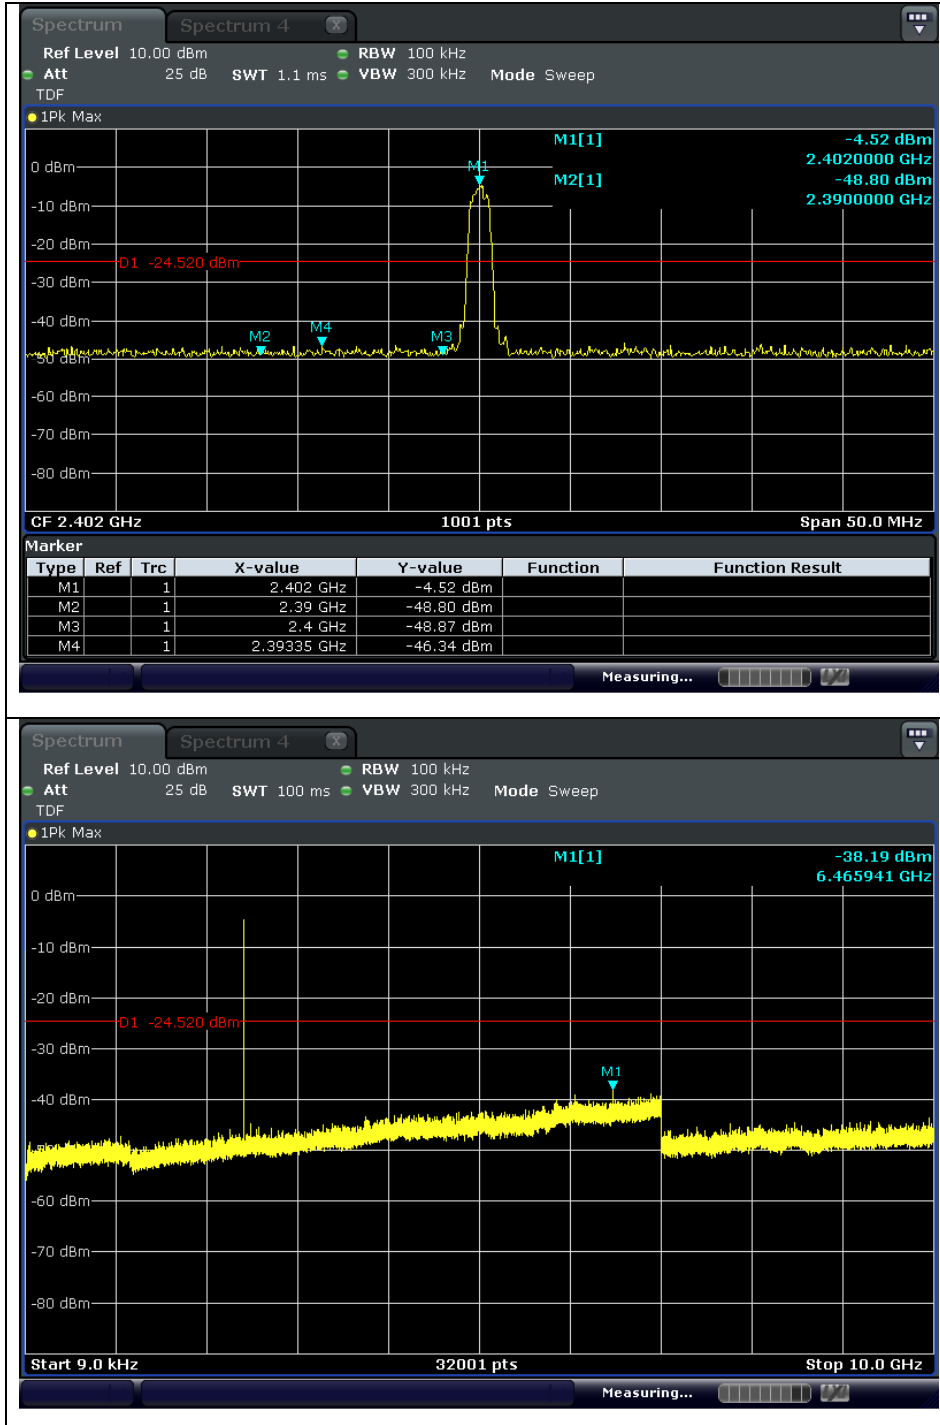 Spectrum Spectrum 4 X
Ref Level 10.00 dBm RBW 100 kHz
Att 25 dB SWT 1.1 ms VBW 300 kHz Mode Sweep
TDF
1Pk Max
M1[1] -4.52 dBm
2.4020000 GHz
M2[1] -48.80 dBm
2.3900000 GHz
0 dBm
M1
-10 dBm
-20 dBm
D1 -24.520 dBm
-30 dBm
-40 dBm
M2 M4 M3
-50 dBm
-60 dBm
-70 dBm
-80 dBm
CF 2.402 GHz 1001 pts Span 50.0 MHz
Marker
Type Ref Trc X-value Y-value Function Function Result
M1 1 2.402 GHz -4.52 dBm
M2 1 2.39 GHz -48.80 dBm
M3 1 2.4 GHz -48.87 dBm
M4 1 2.39335 GHz -46.34 dBm
Measuring...
Spectrum Spectrum 4 X
Ref Level 10.00 dBm RBW 100 kHz
Att 25 dB SWT 100 ms VBW 300 kHz Mode Sweep
TDF
1Pk Max
M1[1] -38.19 dBm
6.465941 GHz
0 dBm
-10 dBm
-20 dBm
D1 -24.520 dBm
-30 dBm
M1
-40 dBm
-60 dBm
-70 dBm
-80 dBm
Start 9.0 kHz 32001 pts Stop 10.0 GHz
Measuring...